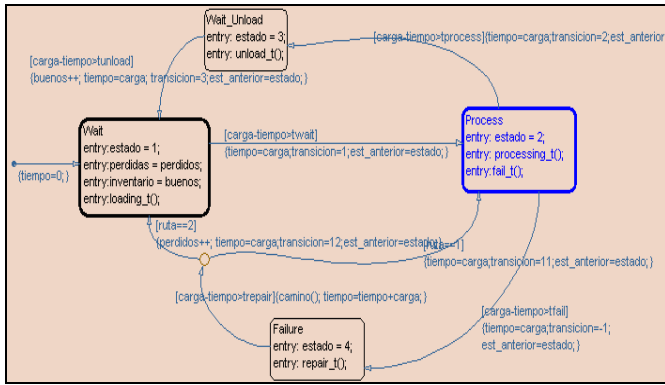 Wait_Unload
entry: estado = 3;
entry: unload_t();
[carga-tiempo>tprocess]{tiempo=carga;transicion=2;est_anterior=estado
[carga-tiempo>tunload]
{buenos++; tiempo=carga; transicion=3;est_anterior=estado;}
Wait
entry:estado = 1;
entry:perdidas = perdidos;
entry:inventario = buenos;
entry:loading_t();
[carga-tiempo>twait]
{tiempo=carga;transicion=1;est_anterior=estado;}
Process
entry: estado = 2;
entry: processing_t();
entry:fail_t();
{tiempo=0;}
[ruta==2]
{perdidos++; tiempo=carga;transicion=12;est_anterior=estado;}
[ruta==1]
{tiempo=carga;transicion=11;est_anterior=estado;}
[carga-tiempo>trepair]{camino(); tiempo=tiempo+carga;}
[carga-tiempo>tfail]
{tiempo=carga;transicion=-1;
est_anterior=estado;}
Failure
entry: estado = 4;
entry: repair_t();